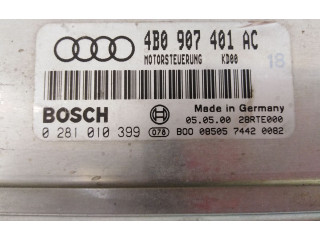 4B0 907 401 AC
MOTORSTEUERUNG KD00
18
BOSCH
Made in Germany
05.05.00 28RTE000
0 281 010 399 078 B00 08505 7442 0082